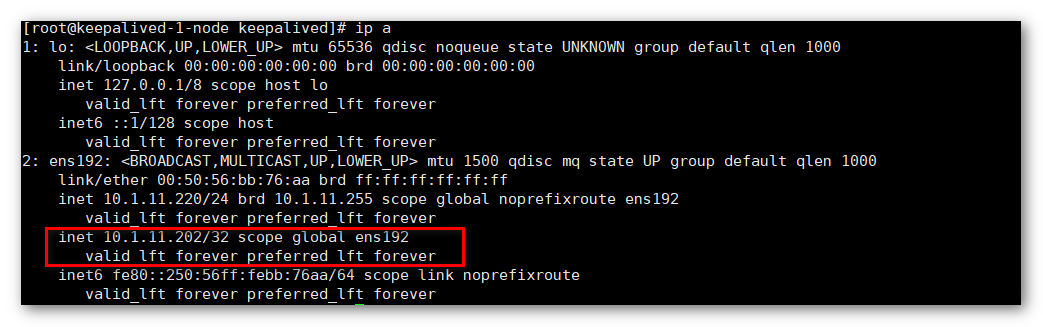 [root@keepalived-1-node keepalived]# ip a
1: lo: <LOOPBACK,UP,LOWER_UP> mtu 65536 qdisc noqueue state UNKNOWN group default qlen 1000
link/loopback 00:00:00:00:00:00 brd 00:00:00:00:00:00
inet 127.0.0.1/8 scope host lo
valid_lft forever preferred_lft forever
inet6 ::1/128 scope host
valid_lft forever preferred_lft forever
2: ens192: <BROADCAST,MULTICAST,UP,LOWER_UP> mtu 1500 qdisc mq state UP group default qlen 1000
link/ether 00:50:56:bb:76:aa brd ff:ff:ff:ff:ff:ff
inet 10.1.11.220/24 brd 10.1.11.255 scope global noprefixroute ens192
valid_lft forever preferred_lft forever
inet 10.1.11.202/32 scope global ens192
valid_lft forever preferred_lft forever
inet6 fe80::250:56ff:febb:76aa/64 scope link noprefixroute
valid_lft forever preferred_lft forever